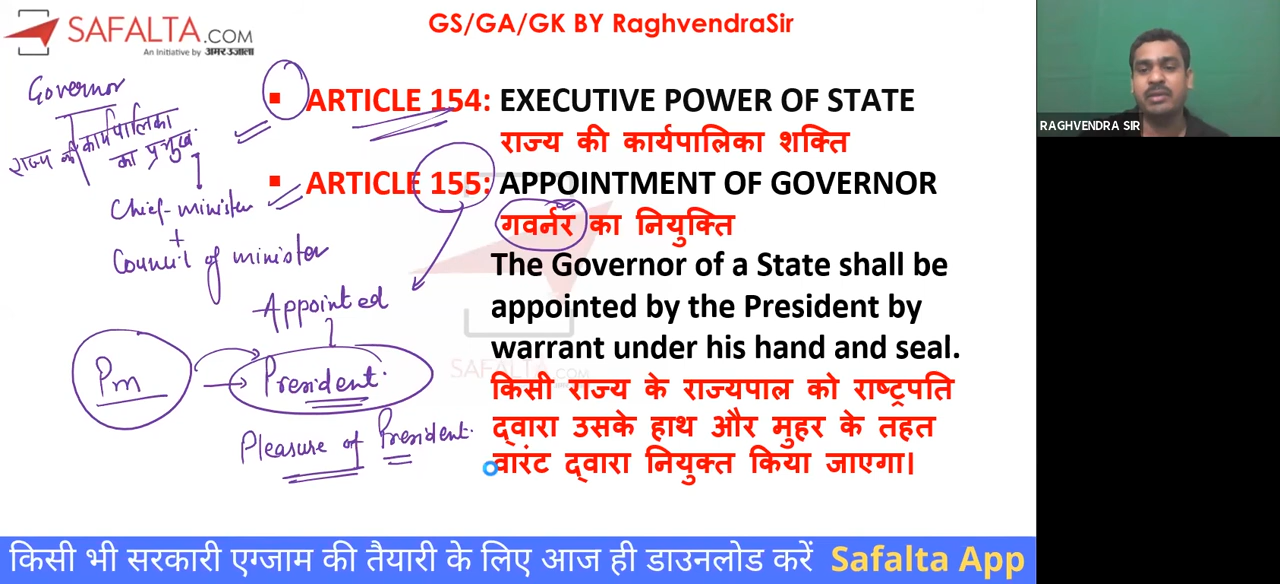 SAFALTA.COM
An Initiative by अमर उजाला
GS/GA/GK BY RaghvendraSir
Governor
राज्य की कार्यपालिका
का प्रमुख
Chief-minister
+
Council of minister
Appointed
Pm
President.
Pleasure of President.
▪ ARTICLE 154: EXECUTIVE POWER OF STATE
राज्य की कार्यपालिका शक्ति
▪ ARTICLE 155: APPOINTMENT OF GOVERNOR
गवर्नर का नियुक्ति
The Governor of a State shall be
appointed by the President by
warrant under his hand and seal.
किसी राज्य के राज्यपाल को राष्ट्रपति
द्वारा उसके हाथ और मुहर के तहत
वारंट द्वारा नियुक्त किया जाएगा।
SAFALTA.COM
RAGHVENDRA SIR
किसी भी सरकारी एग्जाम की तैयारी के लिए आज ही डाउनलोड करें Safalta App